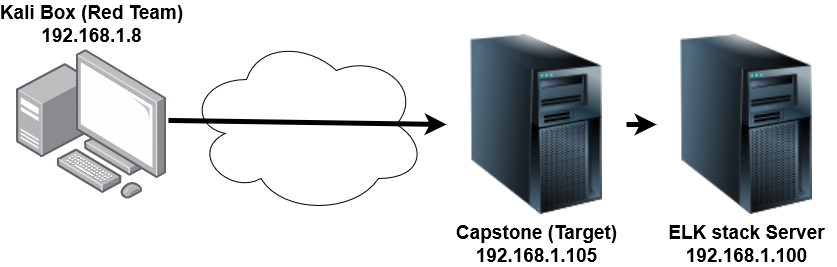 Kali Box (Red Team)
192.168.1.8
Capstone (Target)
192.168.1.105
ELK stack Server
192.168.1.100